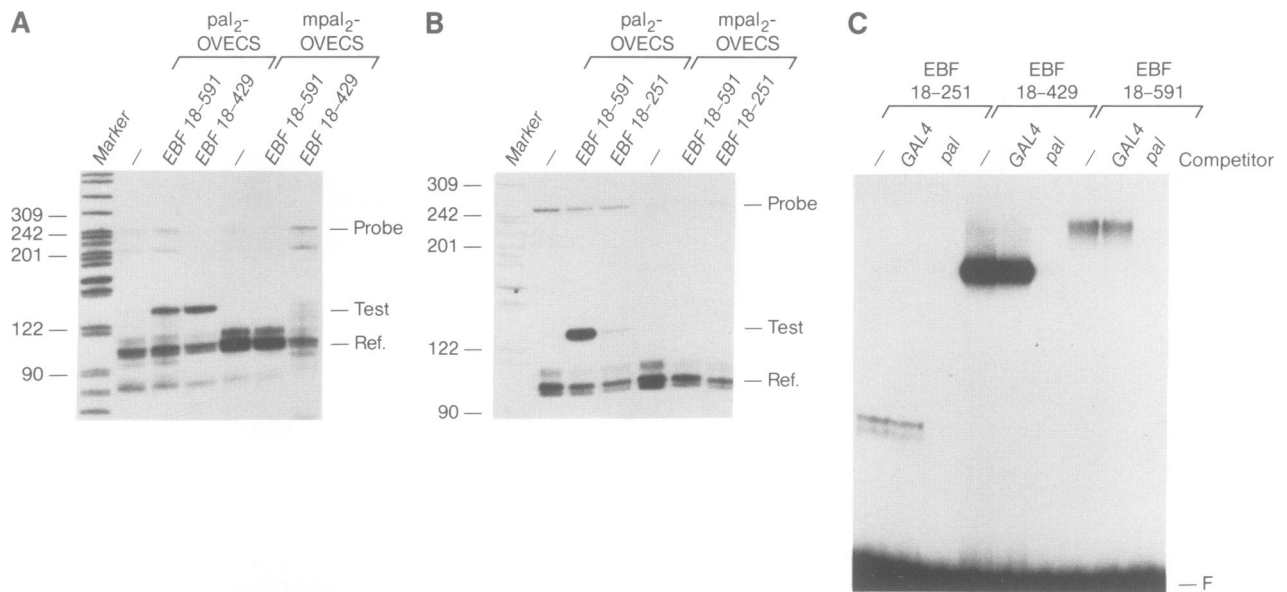 A
pal2-
OVECS
mpal2-
OVECS
Marker
–
EBF 18–591
EBF 18–429
–
EBF 18–591
EBF 18–429
309
242
201
122
90
Probe
Test
Ref.
B
pal2-
OVECS
mpal2-
OVECS
Marker
–
EBF 18–591
EBF 18–251
–
EBF 18–591
EBF 18–251
309
242
201
122
90
Probe
Test
Ref.
C
EBF
18–251
EBF
18–429
EBF
18–591
–
GAL4
pal
–
GAL4
pal
–
GAL4
pal
Competitor
F